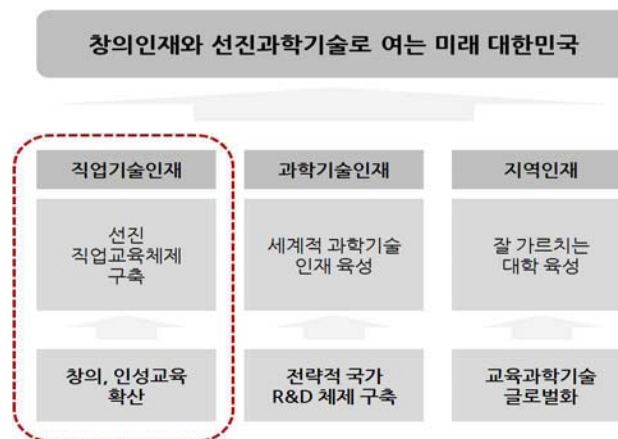 창의인재와 선진과학기술로 여는 미래 대한민국
직업기술인재
선진
직업교육체제
구축
창의, 인성교육
확산
과학기술인재
세계적 과학기술
인재 육성
전략적 국가
R&D 체제 구축
지역인재
잘 가르치는
대학 육성
교육과학기술
글로벌화